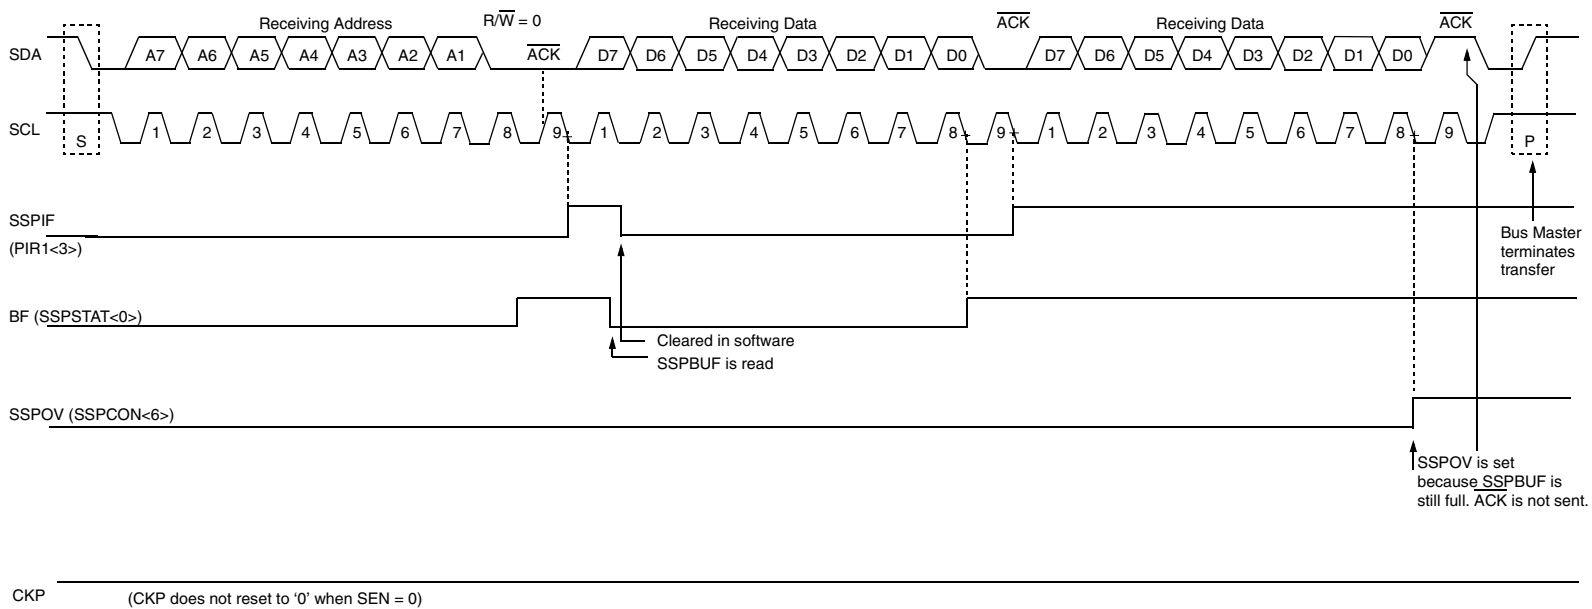 Receiving Address R/W = 0 Receiving Data ACK Receiving Data ACK
SDA A7 A6 A5 A4 A3 A2 A1 ACK D7 D6 D5 D4 D3 D2 D1 D0 D7 D6 D5 D4 D3 D2 D1 D0
SCL S 1 2 3 4 5 6 7 8 9 1 2 3 4 5 6 7 8 9 1 2 3 4 5 6 7 8 9 P
SSPIF
(PIR1<3>)
Bus Master
terminates
transfer
BF (SSPSTAT<0>)
Cleared in software
SSPBUF is read
SSPOV (SSPCON<6>)
SSPOV is set
because SSPBUF is
still full. ACK is not sent.
CKP (CKP does not reset to ‘0’ when SEN = 0)